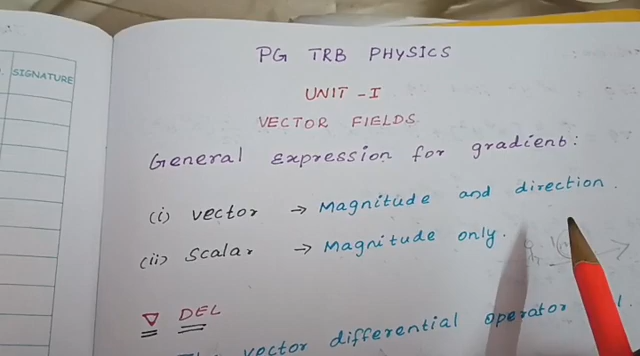 SIGNATURE
PG TRB PHYSICS
UNIT - I
VECTOR FIELDS
General expression for gradient:
(i) vector → Magnitude and direction.
(ii) scalar → Magnitude only.
∇ DEL
vector differential operator